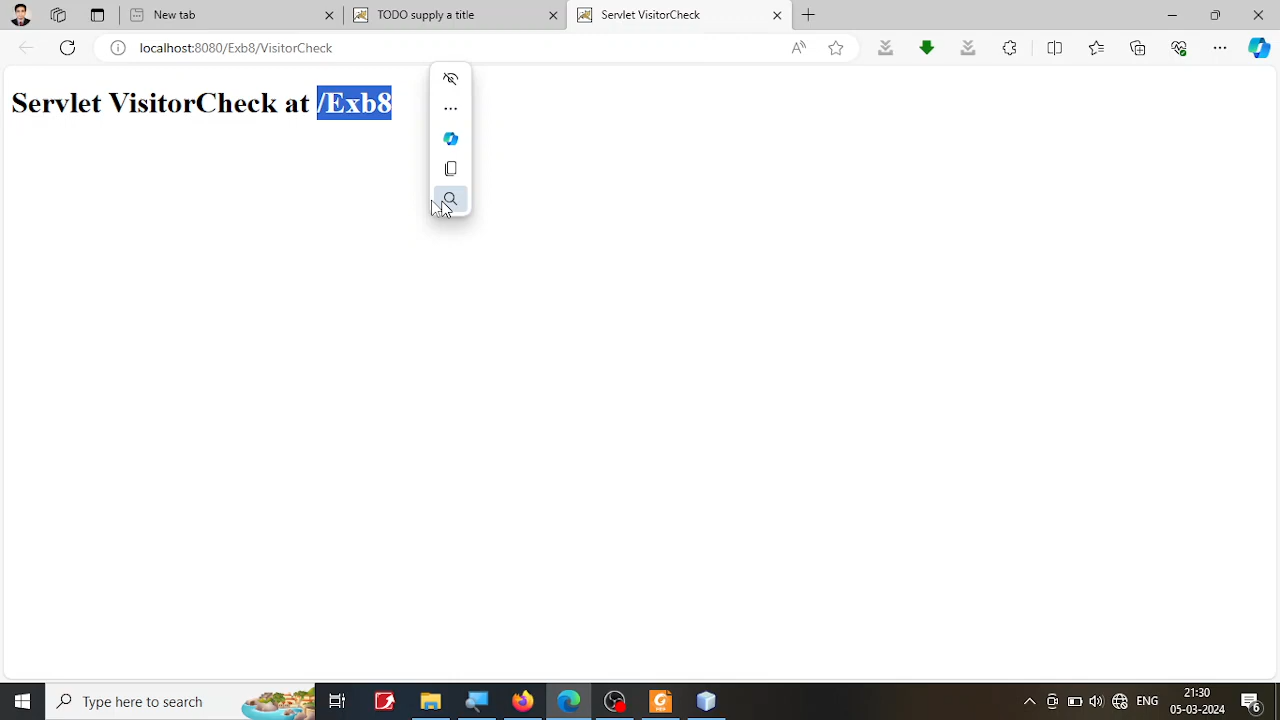 New tab
TODO supply a title
Servlet VisitorCheck
localhost:8080/Exb8/VisitorCheck
Servlet VisitorCheck at /Exb8
Type here to search
ENG
21:30
05-03-2024
6